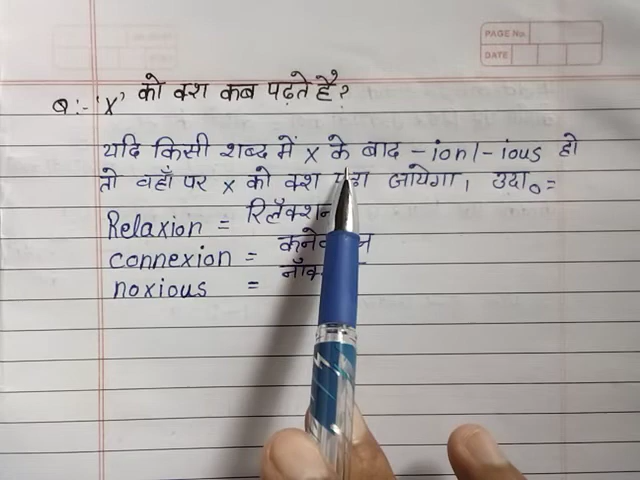 PAGE No.
DATE
Q:- 'X' को क्श कब पढ़ते है?
यदि किसी शब्द में X के बाद -ion/-ious हो
तो वहाँ पर X को क्श जायेगा, उदा०=
Relaxion = रिलॅक्शन
connexion =
noxious =